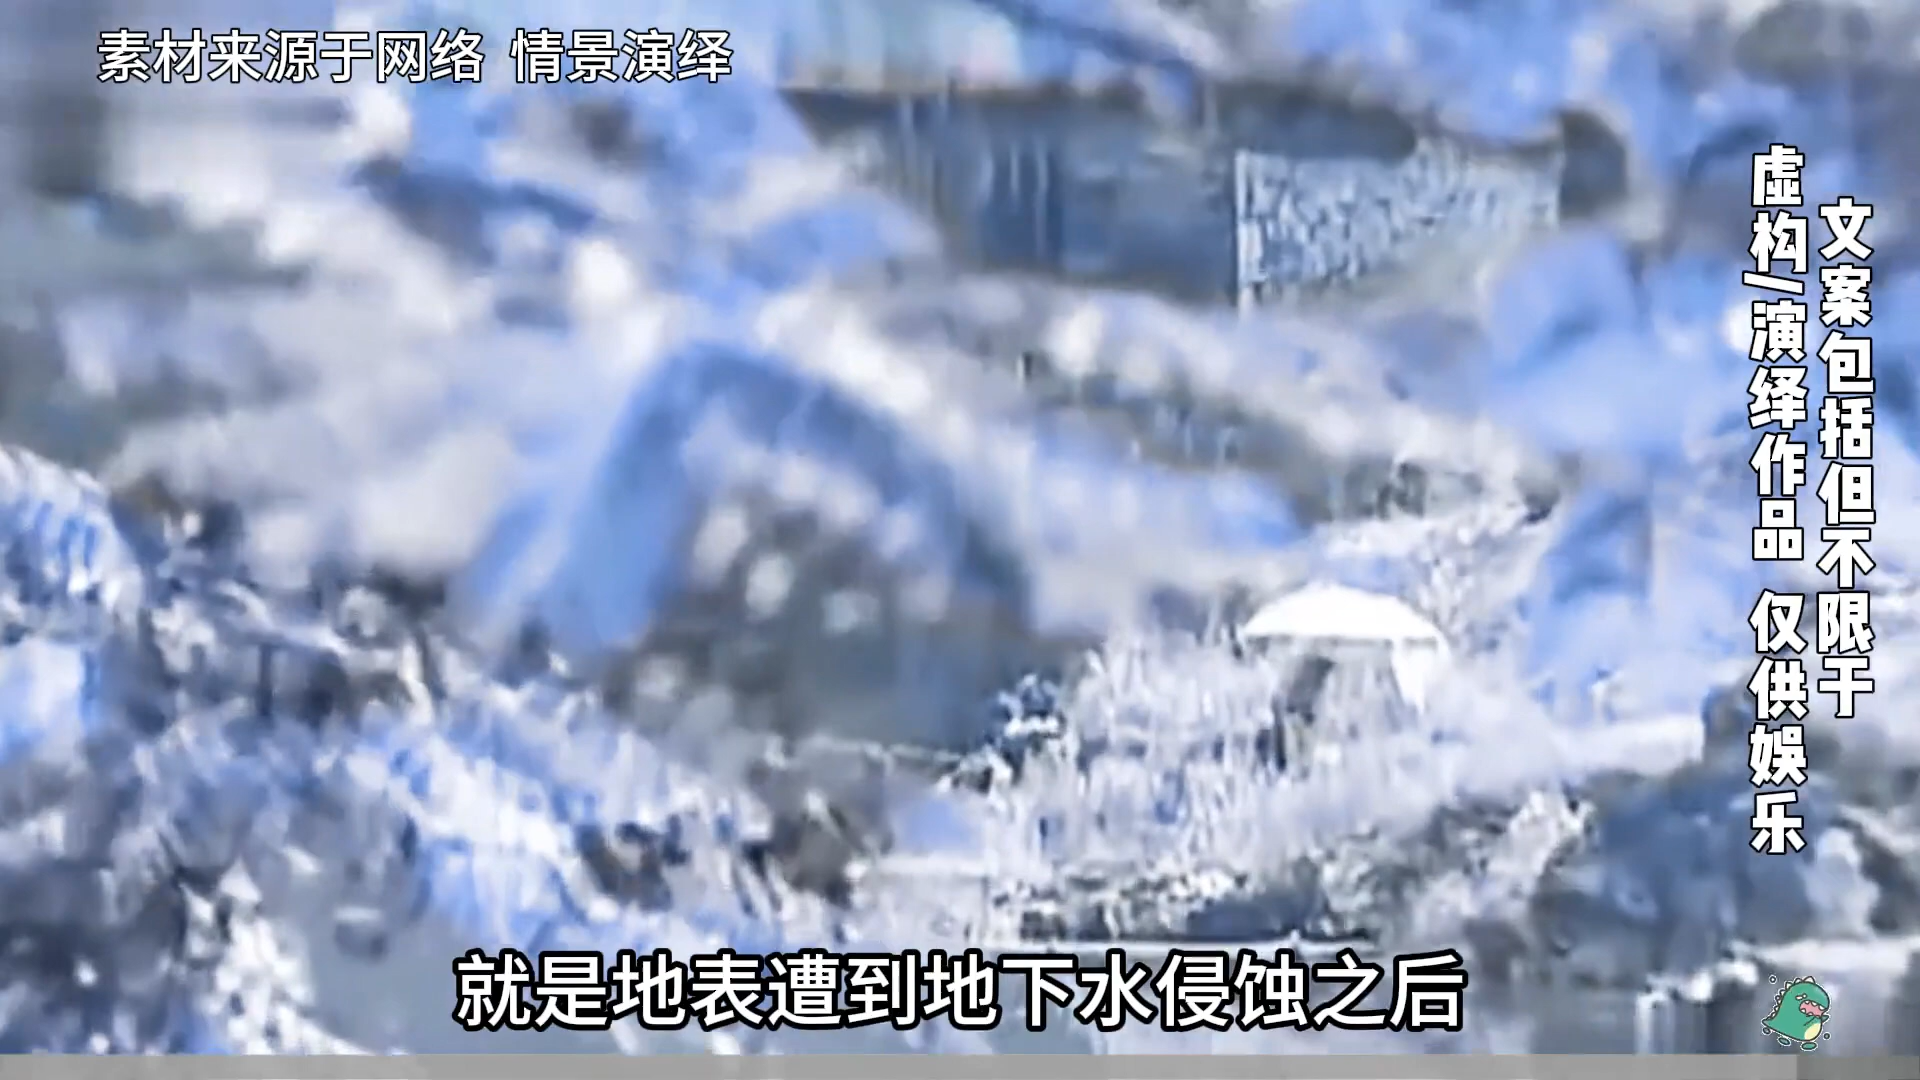 素材来源于网络 情景演绎
文案包括但不限于
虚构/演绎作品 仅供娱乐
就是地表遭到地下水侵蚀之后